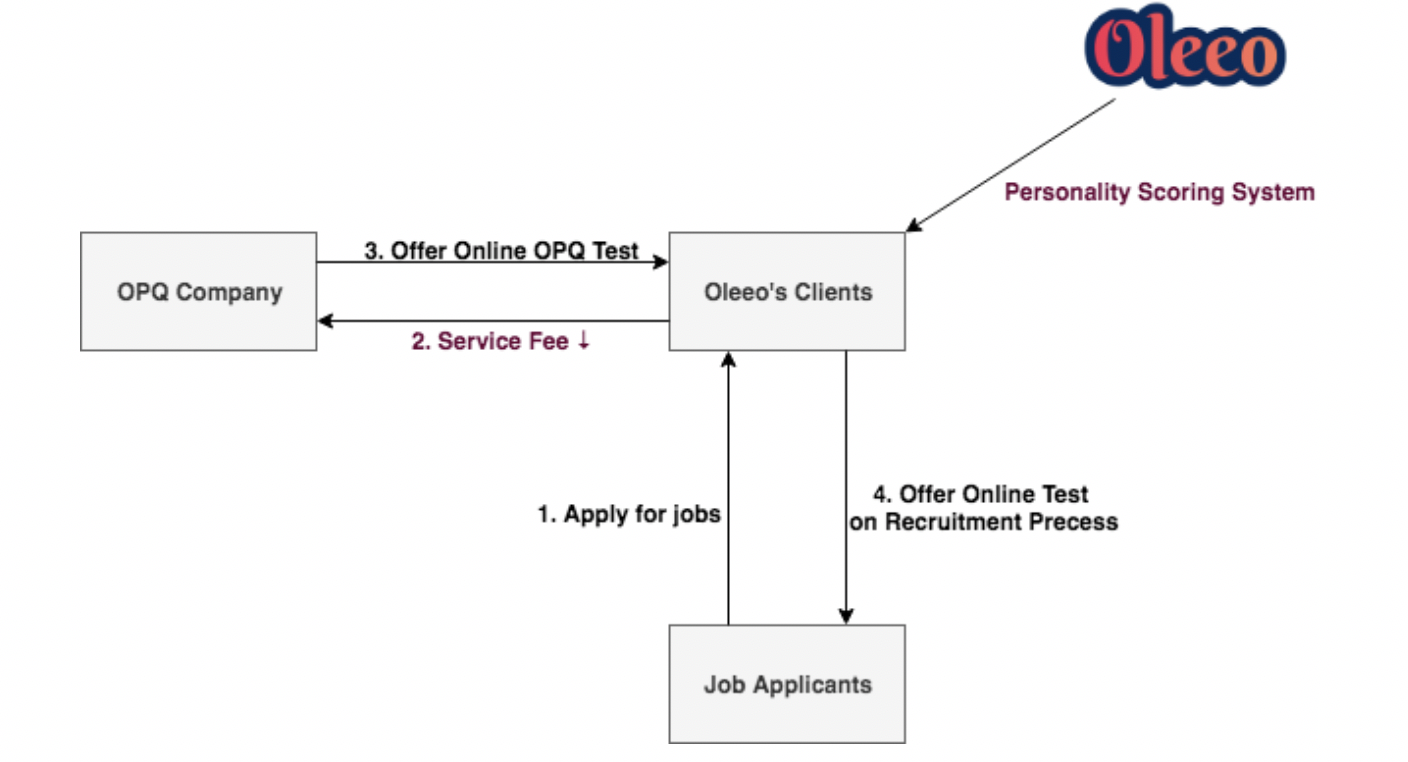 Oleeo
Personality Scoring System
3. Offer Online OPQ Test
OPQ Company
Oleeo's Clients
2. Service Fee ↓
1. Apply for jobs
4. Offer Online Test
on Recruitment Precess
Job Applicants